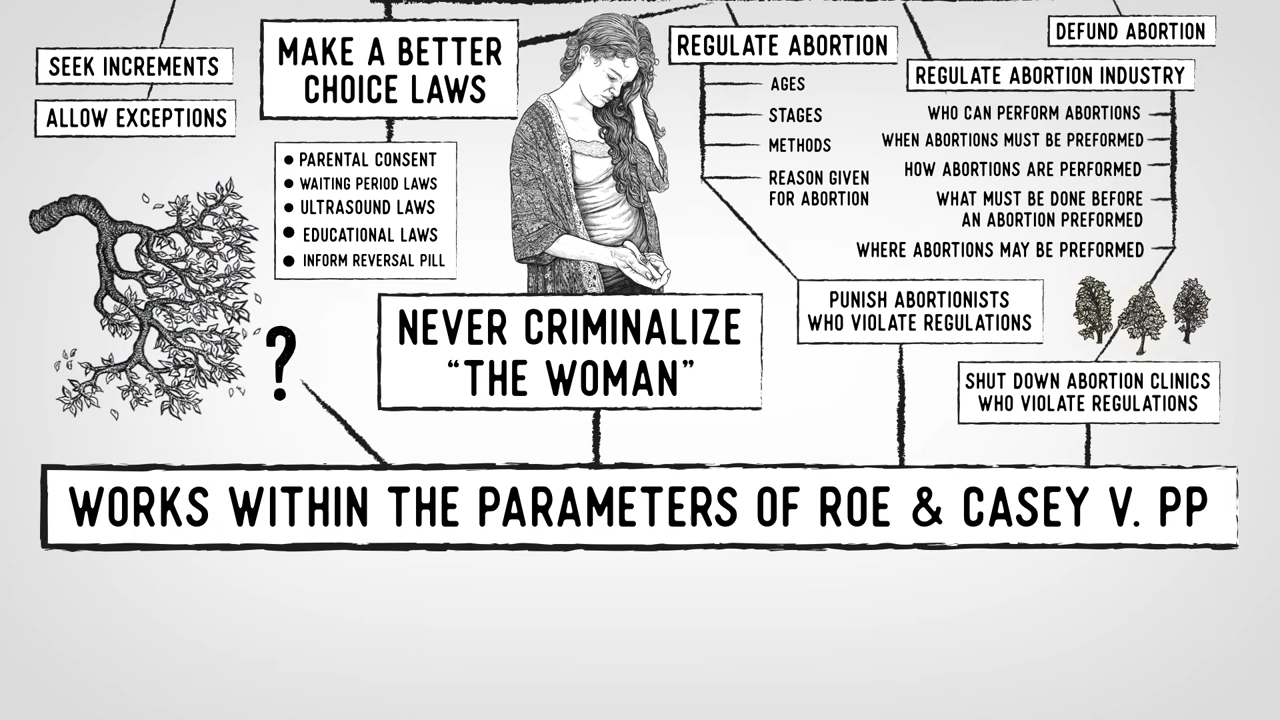 SEEK INCREMENTS
ALLOW EXCEPTIONS
MAKE A BETTER
CHOICE LAWS
● PARENTAL CONSENT
● WAITING PERIOD LAWS
● ULTRASOUND LAWS
● EDUCATIONAL LAWS
● INFORM REVERSAL PILL
REGULATE ABORTION
AGES
STAGES
METHODS
REASON GIVEN
FOR ABORTION
DEFUND ABORTION
REGULATE ABORTION INDUSTRY
WHO CAN PERFORM ABORTIONS
WHEN ABORTIONS MUST BE PREFORMED
HOW ABORTIONS ARE PERFORMED
WHAT MUST BE DONE BEFORE
AN ABORTION PREFORMED
WHERE ABORTIONS MAY BE PREFORMED
PUNISH ABORTIONISTS
WHO VIOLATE REGULATIONS
SHUT DOWN ABORTION CLINICS
WHO VIOLATE REGULATIONS
?
NEVER CRIMINALIZE
“THE WOMAN”
WORKS WITHIN THE PARAMETERS OF ROE & CASEY V. PP